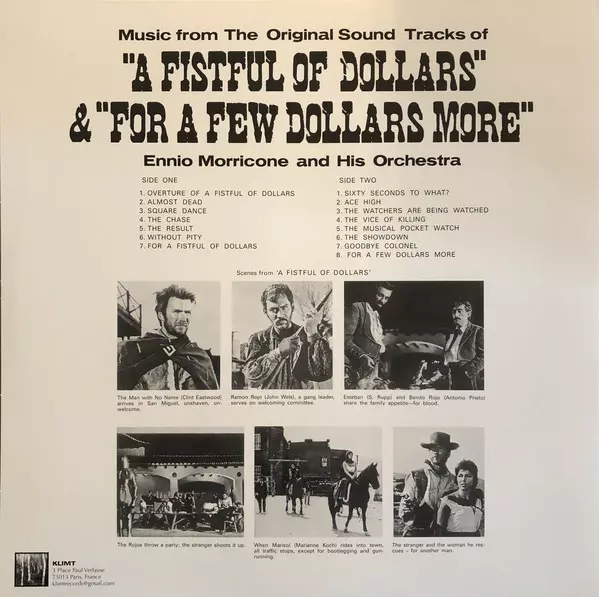 Music from The Original Sound Tracks of
"A FISTFUL OF DOLLARS"
& "FOR A FEW DOLLARS MORE"
Ennio Morricone and His Orchestra
SIDE ONE
1. OVERTURE OF A FISTFUL OF DOLLARS
2. ALMOST DEAD
3. SQUARE DANCE
4. THE CHASE
5. THE RESULT
6. WITHOUT PITY
7. FOR A FISTFUL OF DOLLARS
SIDE TWO
1. SIXTY SECONDS TO WHAT?
2. ACE HIGH
3. THE WATCHERS ARE BEING WATCHED
4. THE VICE OF KILLING
5. THE MUSICAL POCKET WATCH
6. THE SHOWDOWN
7. GOODBYE COLONEL
8. FOR A FEW DOLLARS MORE
Scenes from 'A FISTFUL OF DOLLARS'
The Man with No Name (Clint Eastwood)
arrives in San Miguel, unshaven, un-
welcome.
Ramon Rojo (John Wels), a gang leader,
serves on welcoming committee.
Esteban (S. Rupp) and Benito Rojo (Antonio Prieto)
share the family appetite—for blood.
The Rojos throw a party; the stranger shoots it up.
When Marisol (Marianne Koch) rides into town,
all traffic stops, except for bootlegging and gun-
running.
The stranger and the woman he res-
cues – for another man.
KLIMT
3 Place Paul Verlaine
75013 Paris, France
klimtrecords@gmail.com